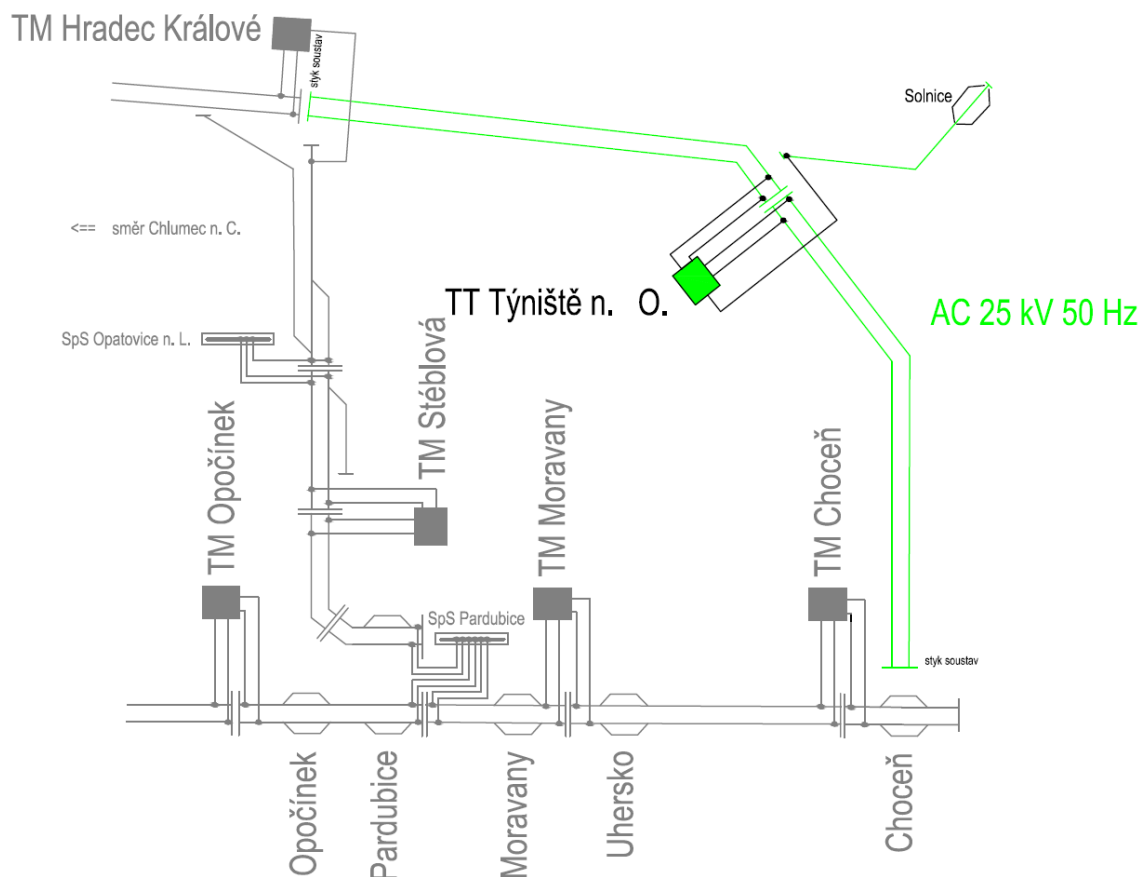 TM Hradec Králové
styk soustav
Solnice
<== směr Chlumec n. C.
TT Týniště n. O.
AC 25 kV 50 Hz
SpS Opatovice n. L.
TM Stéblová
TM Opočínek
TM Moravany
TM Choceň
SpS Pardubice
styk soustav
Opočínek
Pardubice
Moravany
Uhersko
Choceň